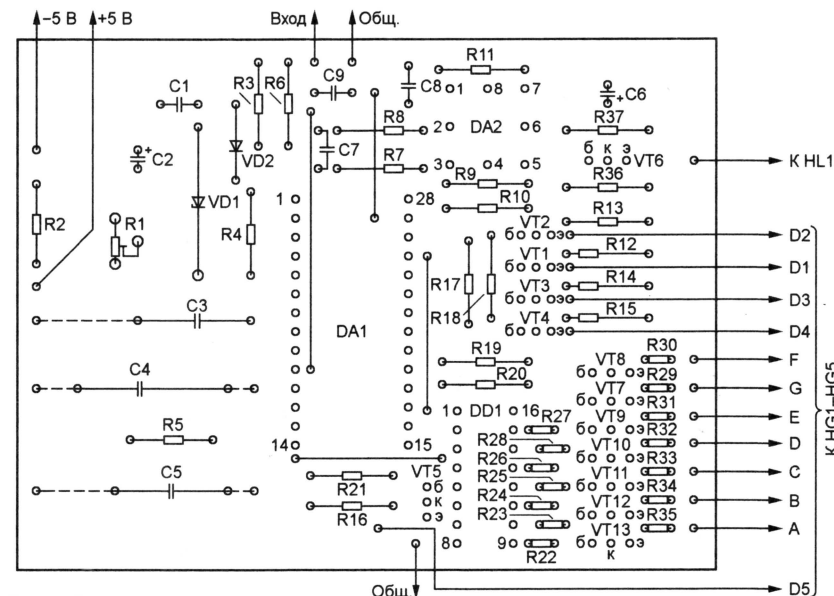 −5 В
+5 В
Вход
Общ.
R11
C1
R3
R6
C9
C8
1
8
7
+
C6
R37
C2
+
VD2
C7
R8
2
DA2
6
б
к
э
VT6
К HL1
R7
3
4
5
R9
R36
R2
R1
VD1
R4
1
28
R10
R13
VT2
б
э
D2
R12
VT1
б
э
D1
R17
R14
VT3
б
э
D3
R18
R15
VT4
б
э
D4
C3
DA1
R19
R30
F
VT8
б
э
C4
R20
R29
G
VT7
б
э
R31
E
1
DD1
16
R27
VT9
б
э
R5
R28
R32
D
14
15
VT10
б
э
R26
R33
C
VT5
R25
VT11
б
э
C5
R21
б
R24
R34
B
к
VT12
б
э
R16
э
R23
R35
A
VT13
8
9
R22
б
к
э
Общ.
D5
К HG1–HG5